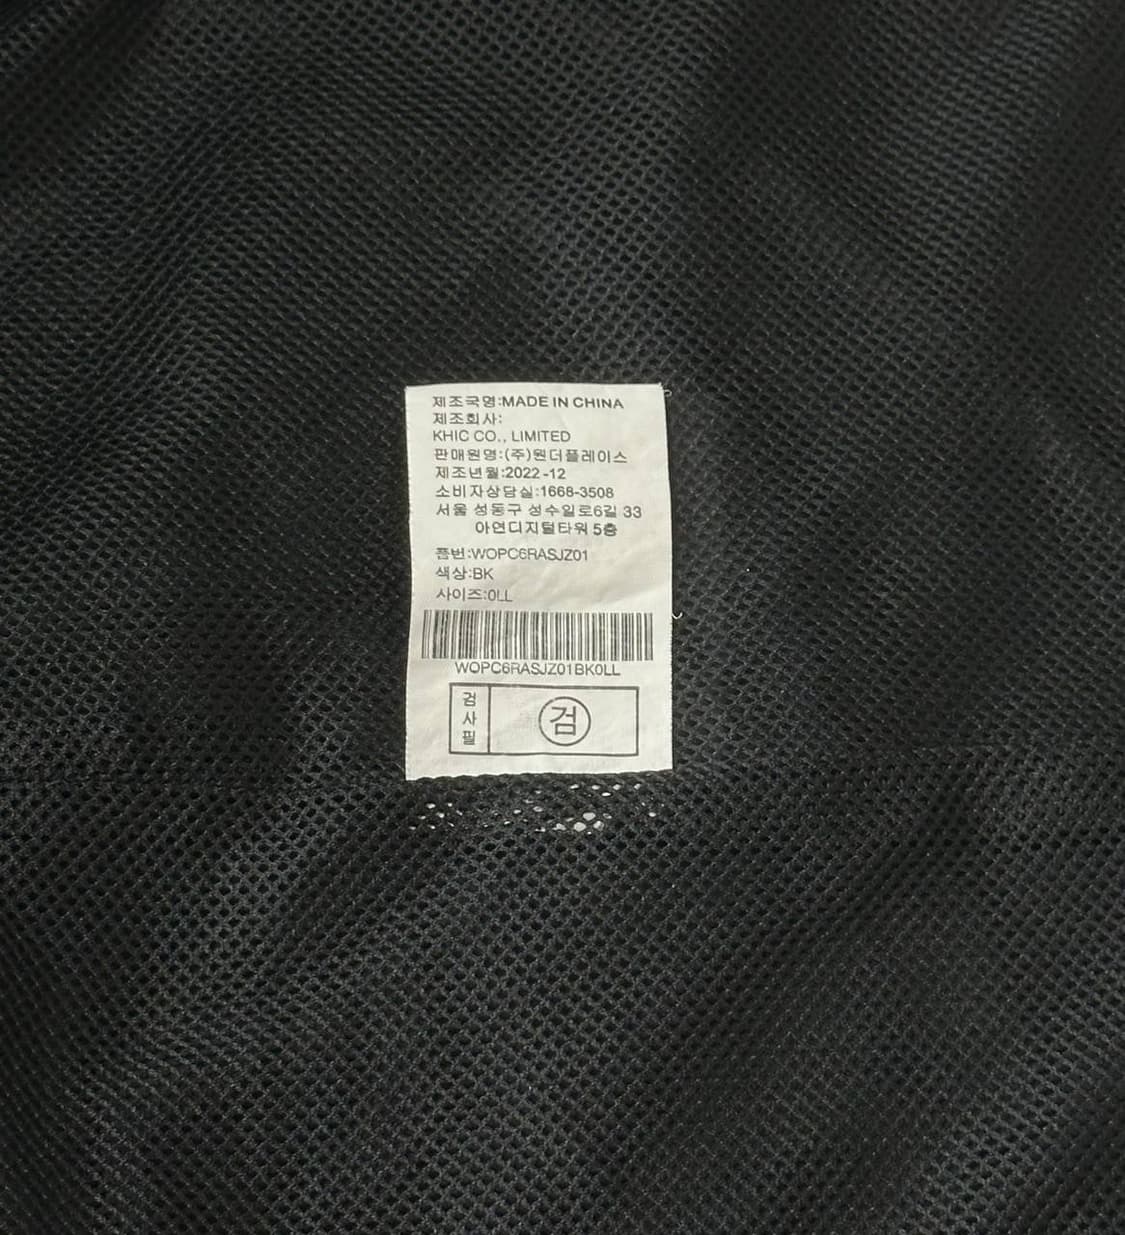 제조국명:MADE IN CHINA
제조회사:
KHIC CO., LIMITED
판매원명:(주)원더플레이스
제조년월:2022-12
소비자상담실:1668-3508
서울 성동구 성수일로6길 33
아연디지털타워 5층
품번:WOPC6RASJZ01
색상:BK
사이즈:0LL
WOPC6RASJZ01BK0LL
검사필
검